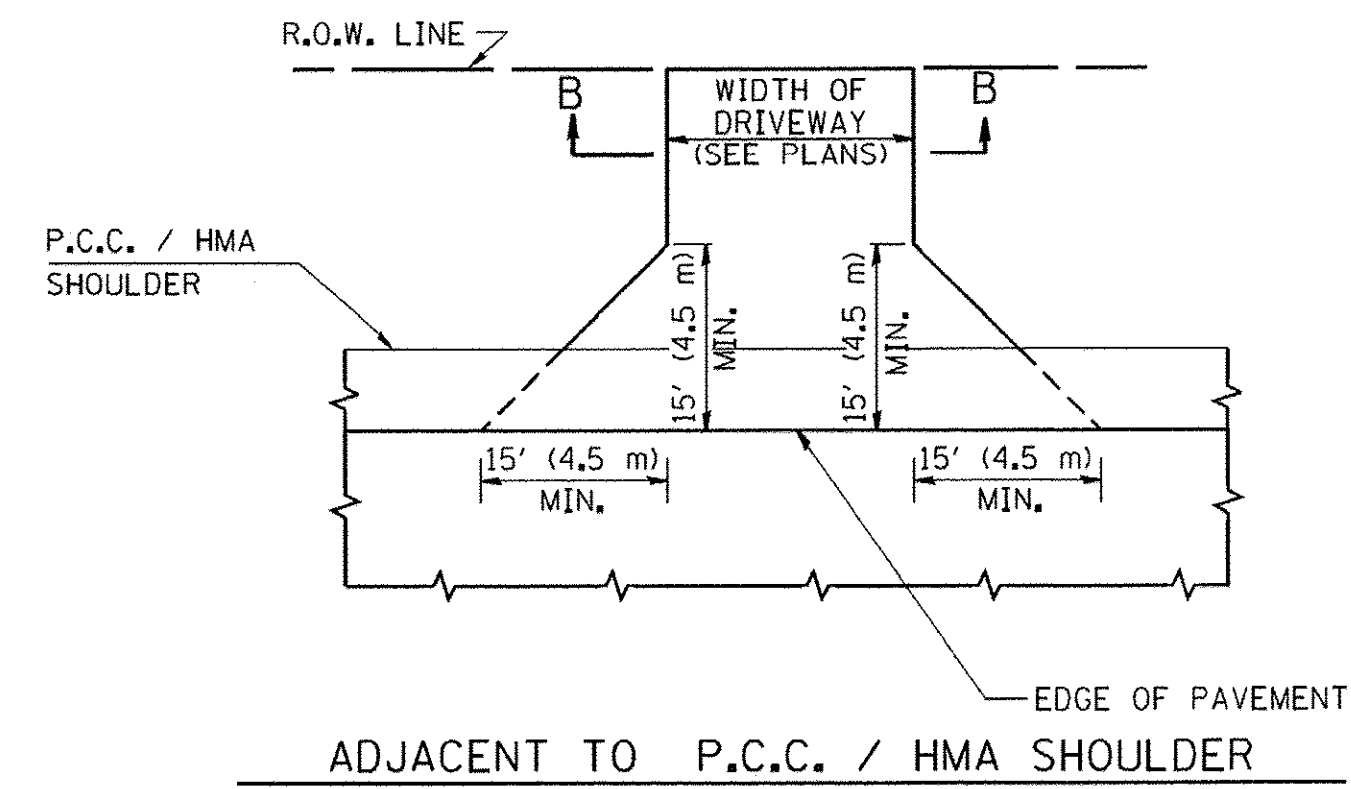 R.O.W. LINE
B
WIDTH OF
DRIVEWAY
(SEE PLANS)
B
P.C.C. / HMA
SHOULDER
15' (4.5 m)
MIN.
15' (4.5 m)
MIN.
15' (4.5 m)
MIN.
15' (4.5 m)
MIN.
EDGE OF PAVEMENT
ADJACENT TO P.C.C. / HMA SHOULDER